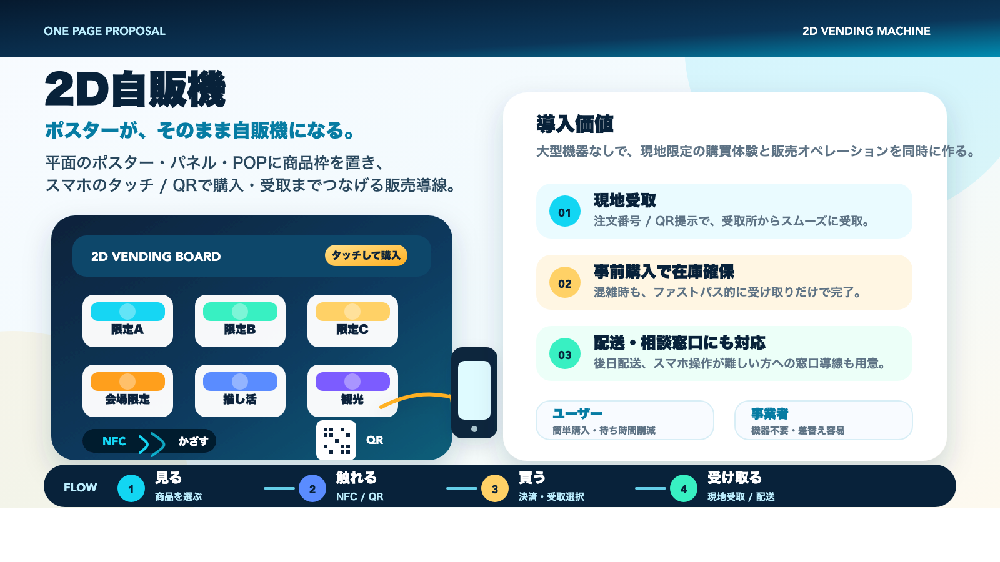 ONE PAGE PROPOSAL
2D VENDING MACHINE
2D自販機
ポスターが、そのまま自販機になる。
平面のポスター・パネル・POPに商品枠を置き、
スマホのタッチ / QRで購入・受取までつなげる販売導線。
2D VENDING BOARD
タッチして購入
限定A
限定B
限定C
会場限定
推し活
観光
NFC
かざす
QR
導入価値
大型機器なしで、現地限定の購買体験と販売オペレーションを同時に作る。
01
現地受取
注文番号 / QR提示で、受取所からスムーズに受取。
02
事前購入で在庫確保
混雑時も、ファストパス的に受け取りだけで完了。
03
配送・相談窓口にも対応
後日配送、スマホ操作が難しい方への窓口導線も用意。
ユーザー
簡単購入・待ち時間削減
事業者
機器不要・差替え容易
FLOW
1
見る
商品を選ぶ
2
触れる
NFC / QR
3
買う
決済・受取選択
4
受け取る
現地受取 / 配送